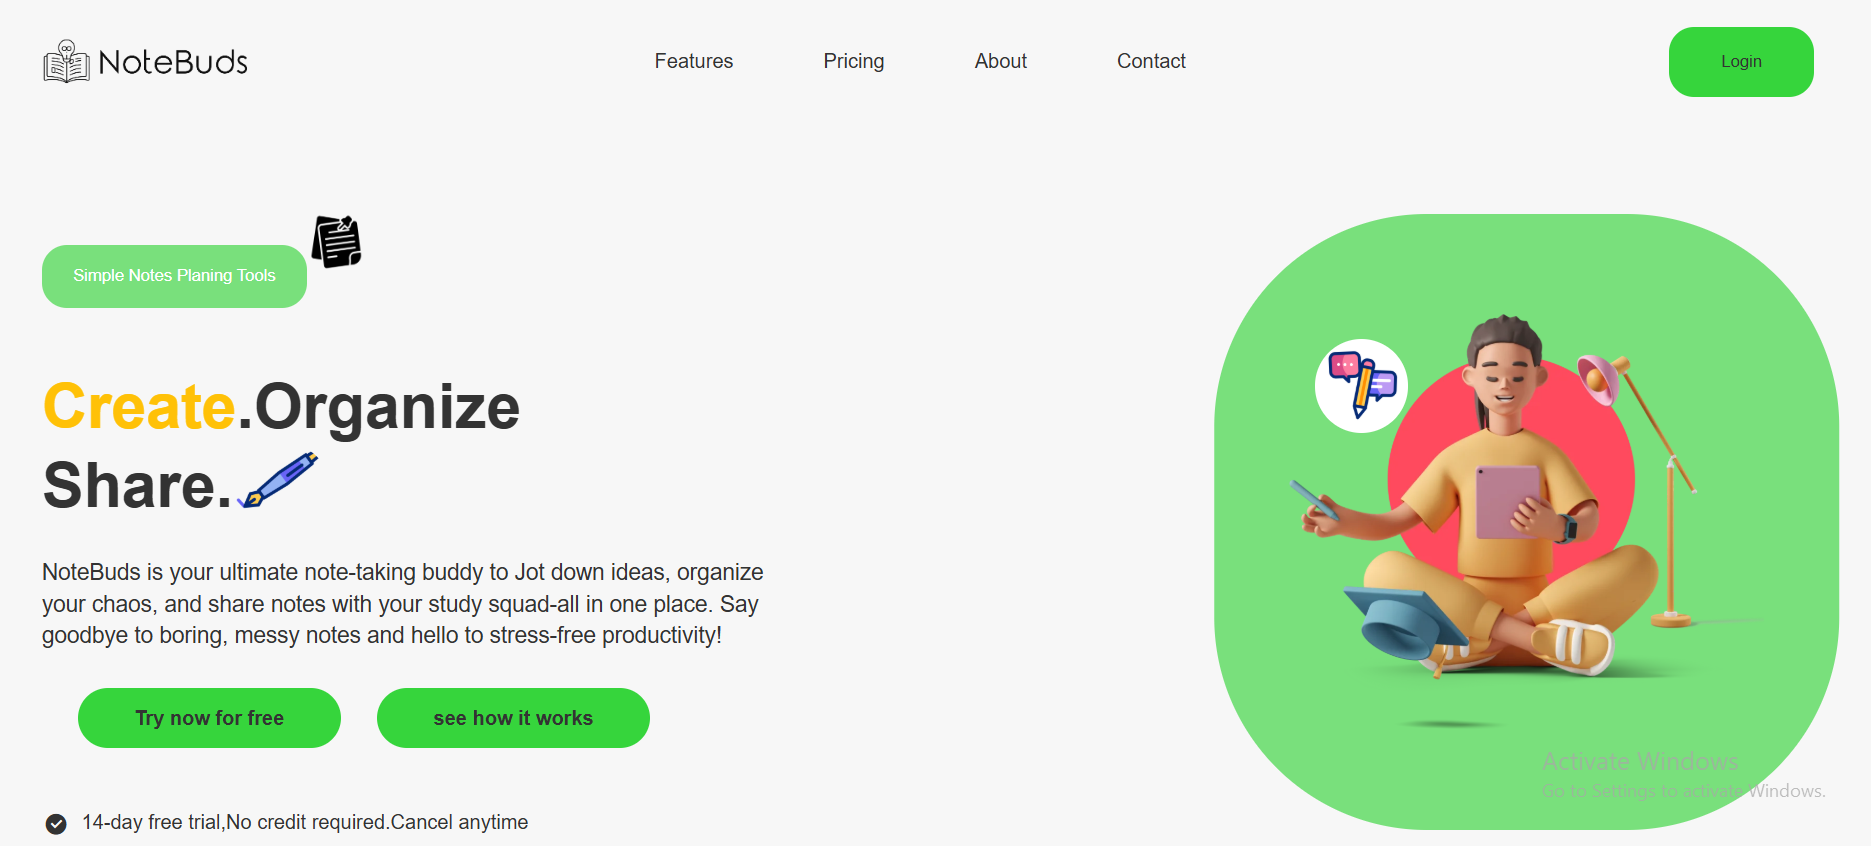 NoteBuds
Features
Pricing
About
Contact
Login
Simple Notes Planing Tools
Create.Organize
Share.
NoteBuds is your ultimate note-taking buddy to Jot down ideas, organize
your chaos, and share notes with your study squad-all in one place. Say
goodbye to boring, messy notes and hello to stress-free productivity!
Try now for free
see how it works
14-day free trial,No credit required.Cancel anytime
Activate Windows
Go to Settings to activate Windows.